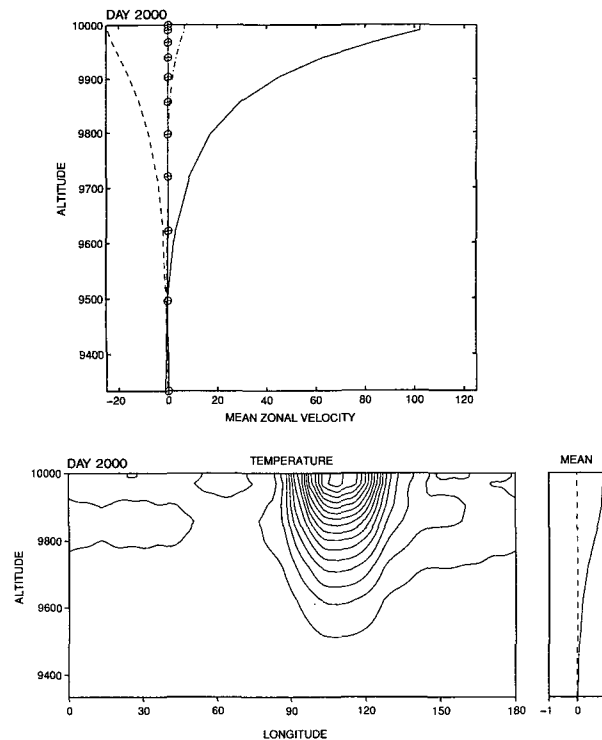 DAY 2000
10000
9900
9800
9700
9600
9500
9400
ALTITUDE
-20 0 20 40 60 80 100 120
MEAN ZONAL VELOCITY
DAY 2000 TEMPERATURE MEAN
10000
9800
9600
9400
ALTITUDE
0 30 60 90 120 150 180 -1 0
LONGITUDE